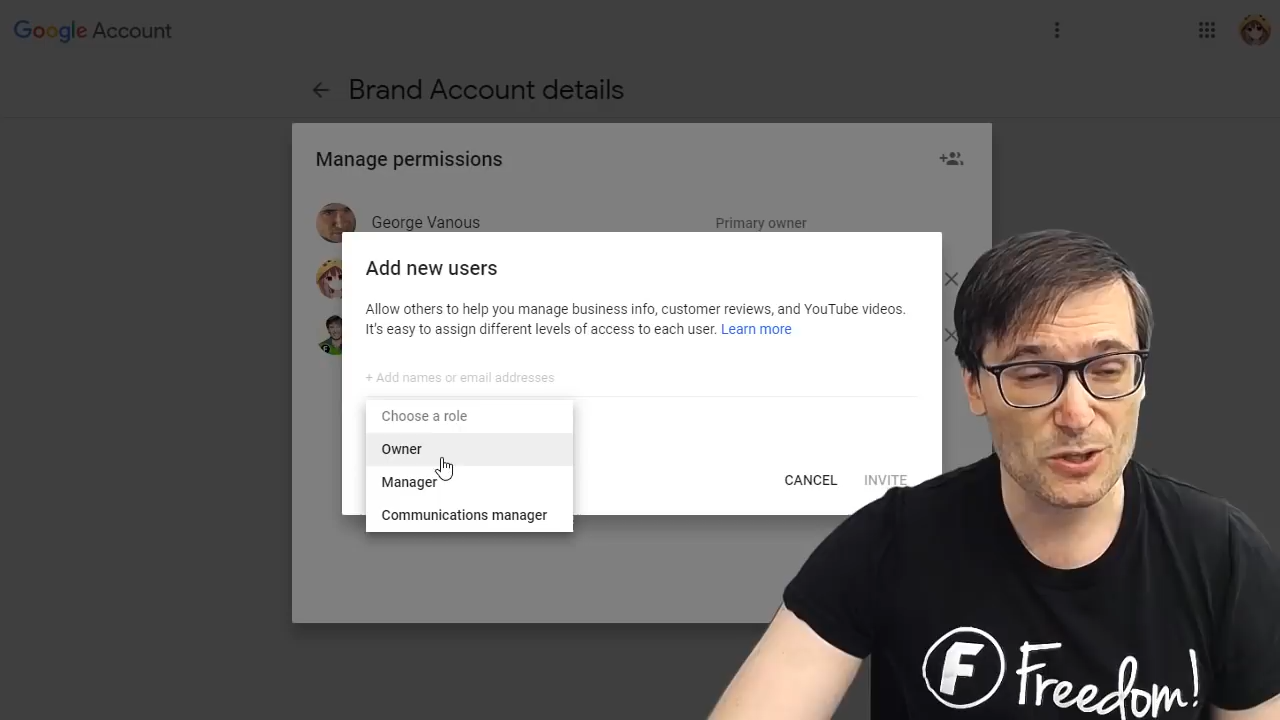 Google Account
Brand Account details
Manage permissions
George Vanous Primary owner
Add new users
Allow others to help you manage business info, customer reviews, and YouTube videos.
It's easy to assign different levels of access to each user. Learn more
+ Add names or email addresses
Choose a role
Owner
Manager
Communications manager
CANCEL INVITE
F Freedom!